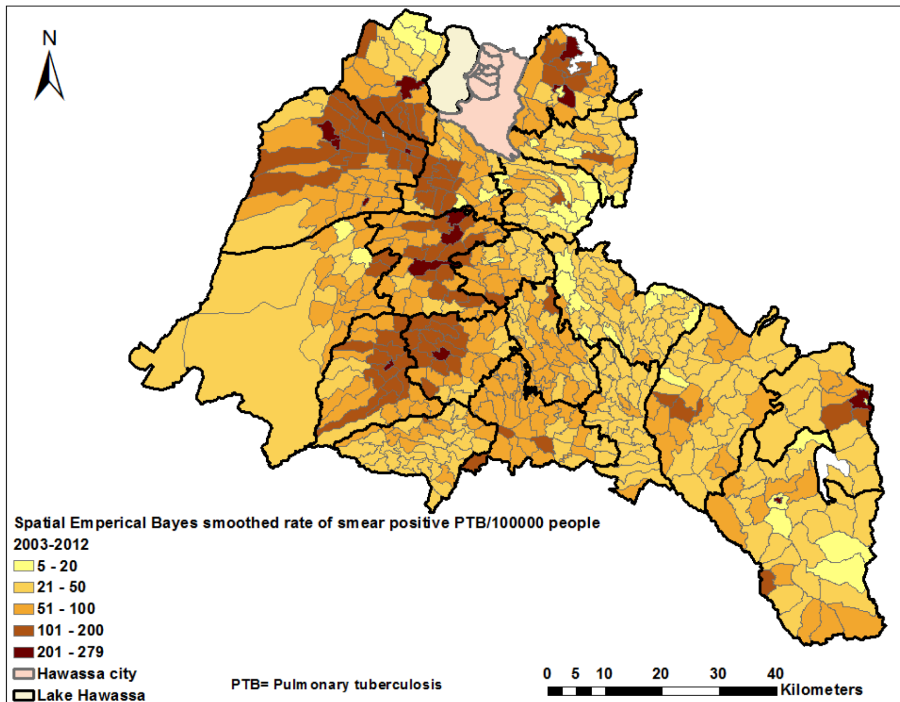 N
Spatial Emperical Bayes smoothed rate of smear positive PTB/100000 people
2003-2012
5 - 20
21 - 50
51 - 100
101 - 200
201 - 279
Hawassa city
Lake Hawassa
PTB= Pulmonary tuberculosis
0 5 10 20 30 40
Kilometers